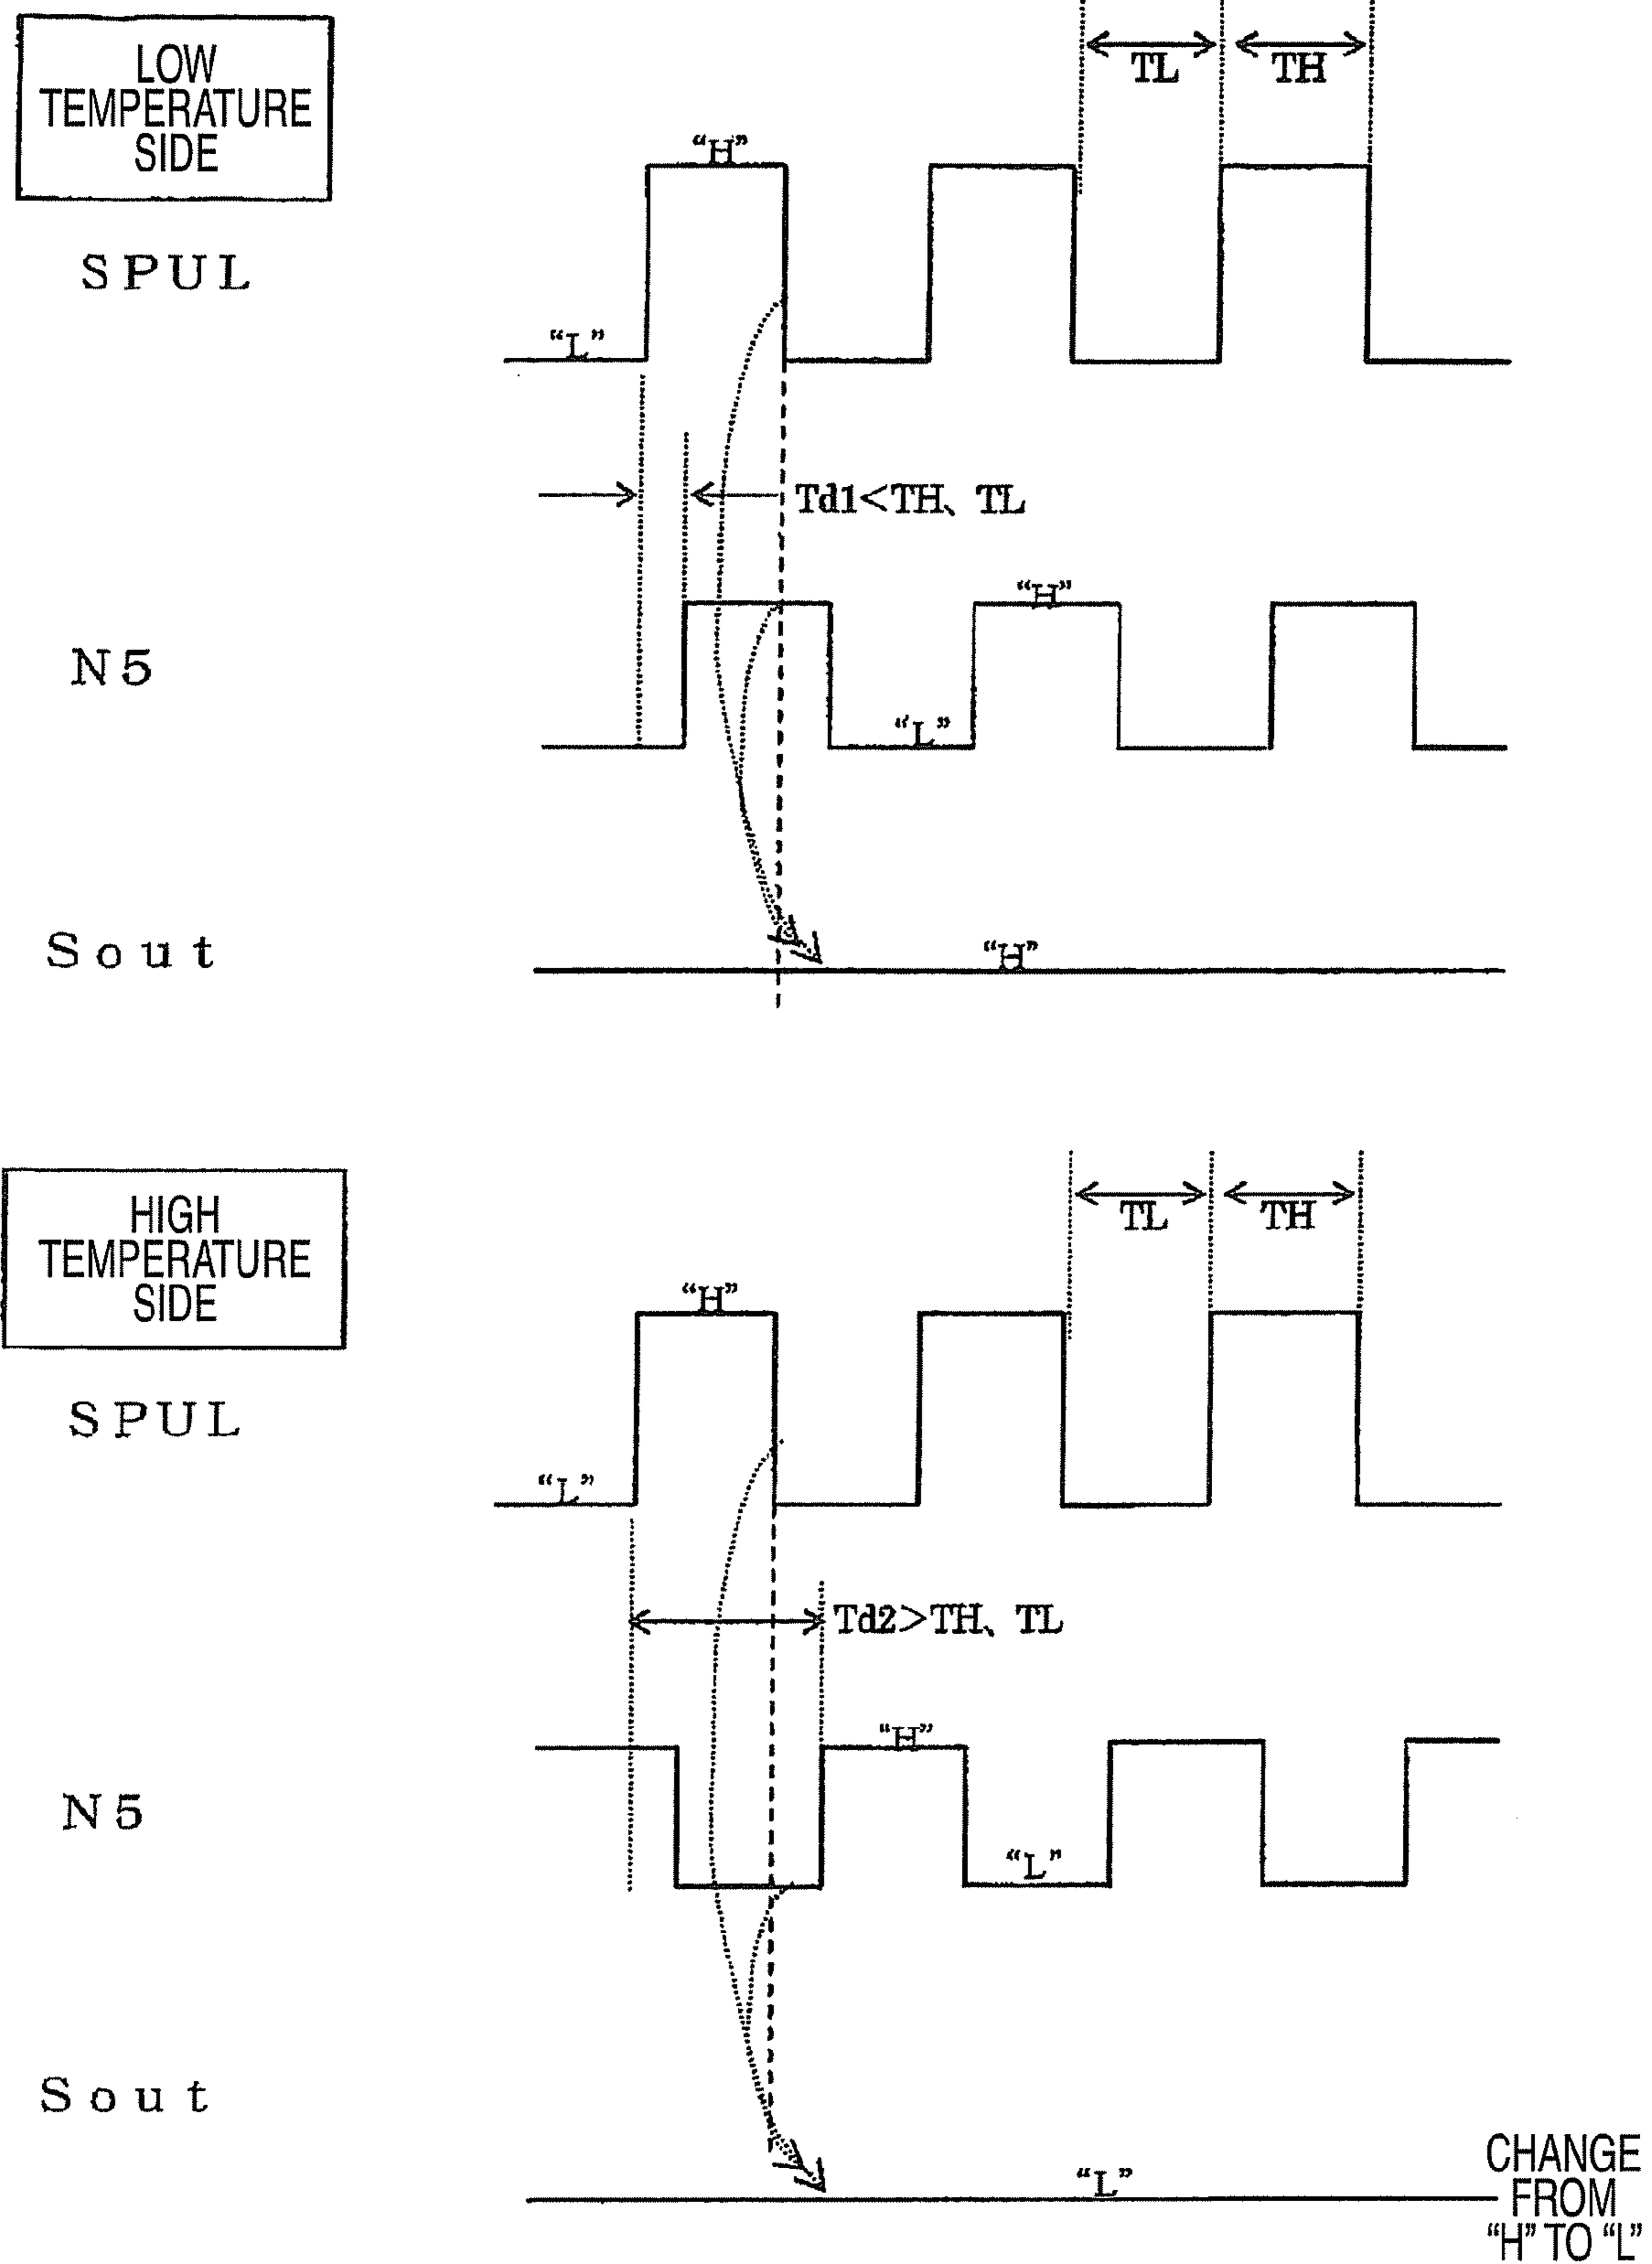 LOW
TEMPERATURE
SIDE
TL
TH
SPUL
“H”
“L”
Td1<TH、TL
N5
“H”
“L”
Sout
“H”
HIGH
TEMPERATURE
SIDE
TL
TH
SPUL
“H”
“L”
Td2>TH、TL
N5
“H”
“L”
Sout
“L”
CHANGE
FROM
“H” TO “L”